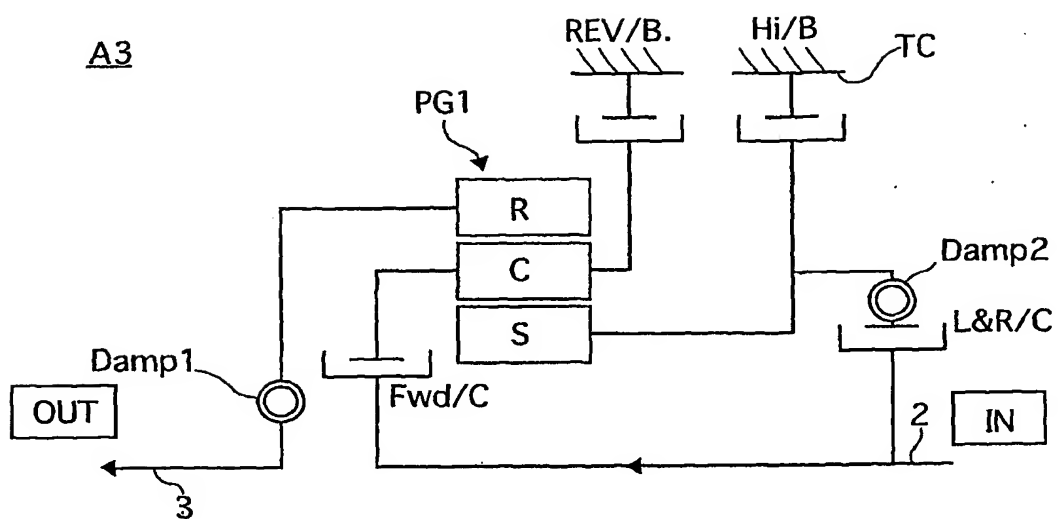 A3
REV/B.
Hi/B
TC
PG1
R
C
S
Damp2
L&R/C
Damp1
Fwd/C
OUT
2
IN
3